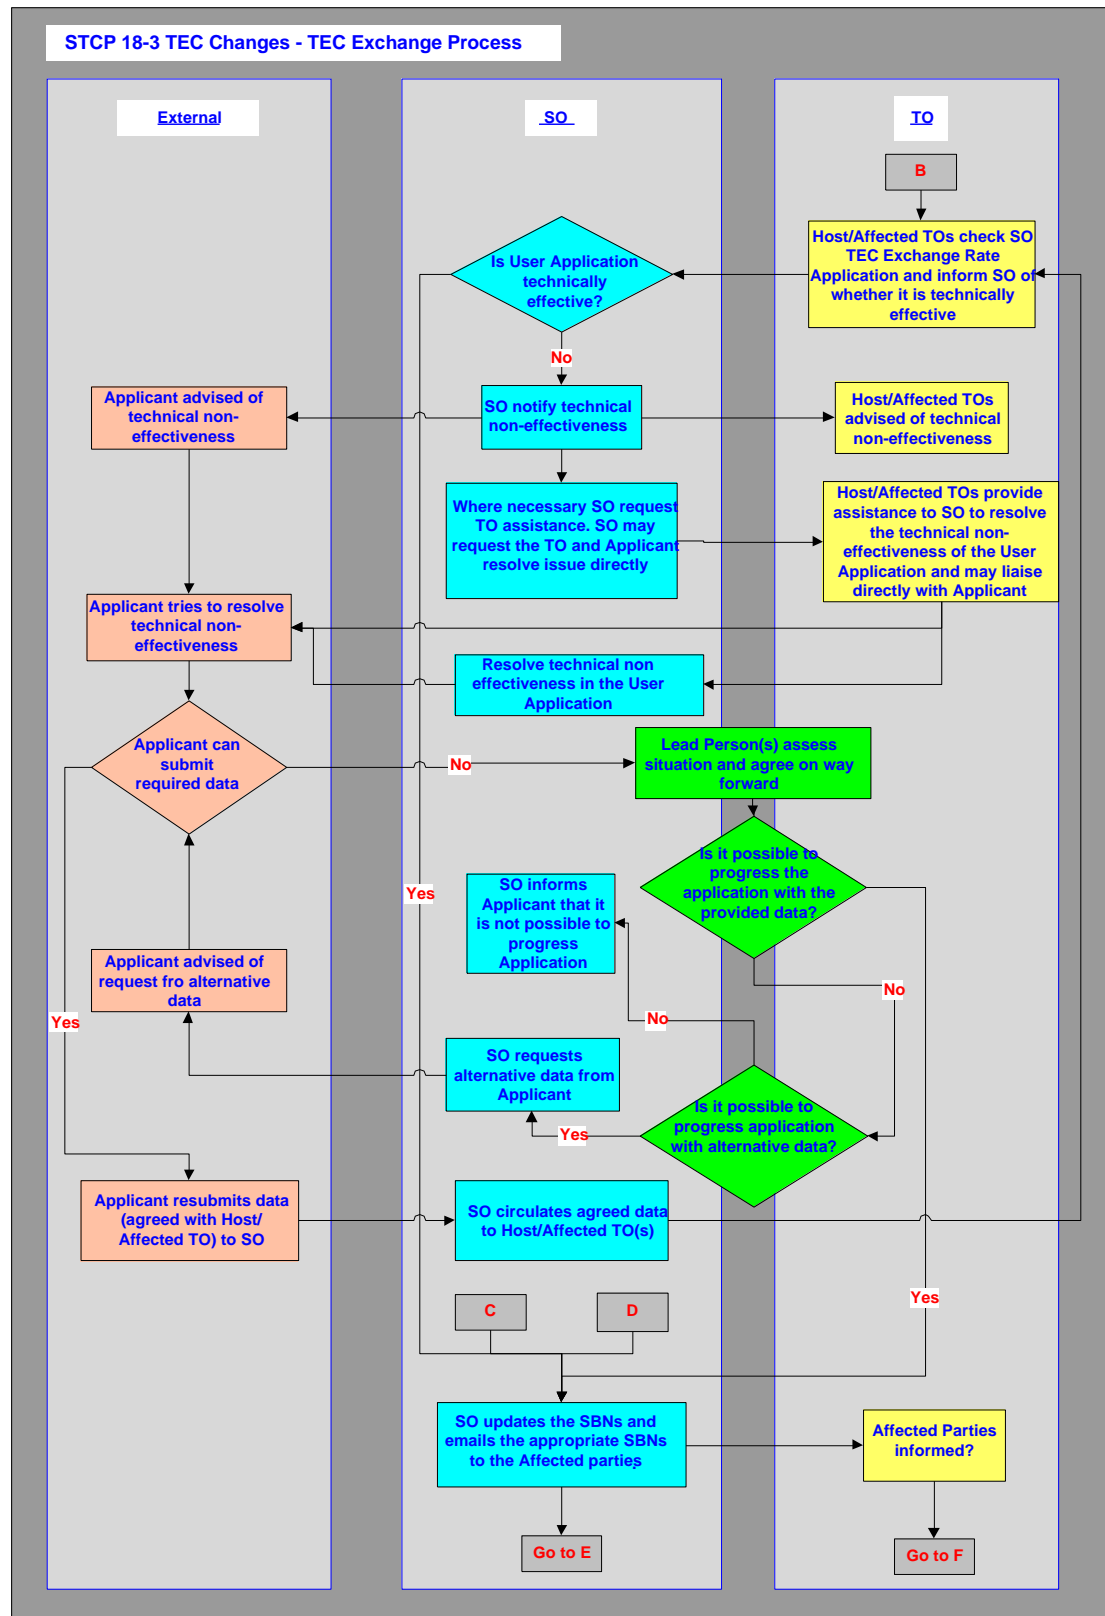 STCP 18-3 TEC Changes - TEC Exchange Process
External
SO
TO
B
Host/Affected TOs check SO
TEC Exchange Rate
Application and inform SO of
whether it is technically
effective
Is User Application
technically
effective?
No
Applicant advised of
technical non-
effectiveness
SO notify technical
non-effectiveness
Host/Affected TOs
advised of technical
non-effectiveness
Where necessary SO request
TO assistance. SO may
request the TO and Applicant
resolve issue directly
Host/Affected TOs provide
assistance to SO to resolve
the technical non-
effectiveness of the User
Application and may liaise
directly with Applicant
Applicant tries to resolve
technical non-
effectiveness
Resolve technical non
effectiveness in the User
Application
Applicant can
submit
required data
No
Lead Person(s) assess
situation and agree on way
forward
Is it possible to
progress the
application with the
provided data?
Yes
SO informs
Applicant that it
is not possible to
progress
Application
Applicant advised of
request fro alternative
data
No
Yes
No
SO requests
alternative data from
Applicant
Is it possible to
progress application
with alternative data?
Yes
Applicant resubmits data
(agreed with Host/
Affected TO) to SO
SO circulates agreed data
to Host/Affected TO(s)
Yes
C
D
SO updates the SBNs and
emails the appropriate SBNs
to the Affected parties.
Affected Parties
informed?
Go to E
Go to F